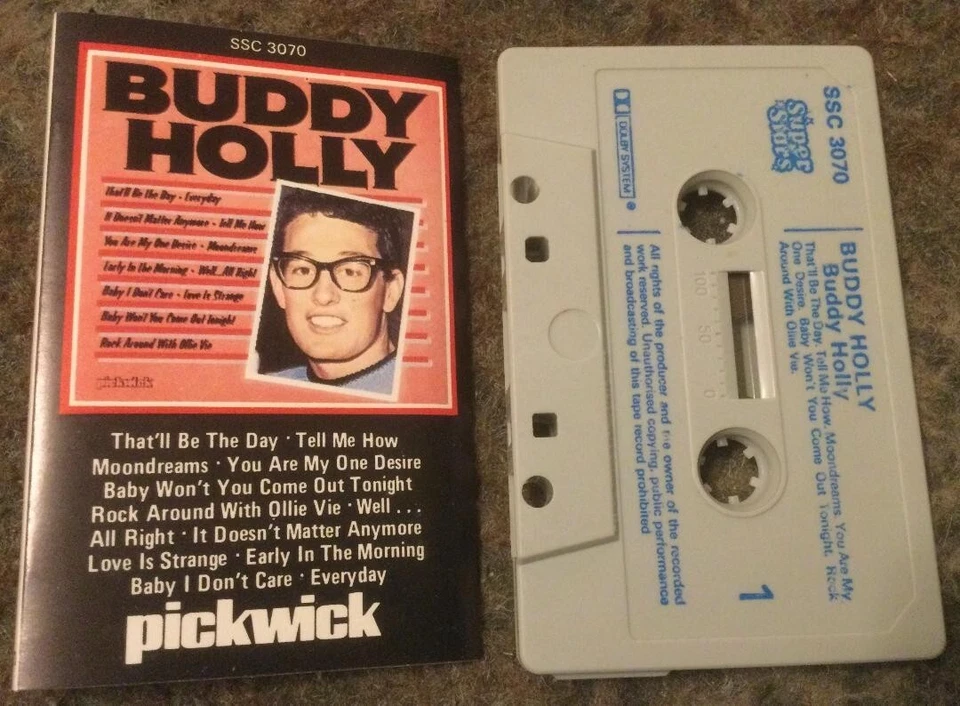 SSC 3070
BUDDY
HOLLY
That'll Be the Day - Everyday
It Doesn't Matter Anymore - Tell Me How
You Are My One Desire - Moondreams
Early In The Morning - Well...All Right
Baby I Don't Care - Love Is Strange
Baby Won't You Come Out Tonight
Rock Around With Ollie Vie
pickwick
That'll Be The Day · Tell Me How
Moondreams · You Are My One Desire
Baby Won't You Come Out Tonight
Rock Around With Ollie Vie · Well . . .
All Right · It Doesn't Matter Anymore
Love Is Strange · Early In The Morning
Baby I Don't Care · Everyday
pickwick
SSC 3070
Super
Stars
BUDDY HOLLY
Buddy Holly
That'll Be The Day. Tell Me How. Moondreams. You Are My
One Desire. Baby Won't You Come Out Tonight. Rock
Around With Ollie Vie.
1
100 50 0
DOLBY SYSTEM
All rights of the producer and the owner of the recorded
work reserved. Unauthorised copying, public performance
and broadcasting of this tape record prohibited